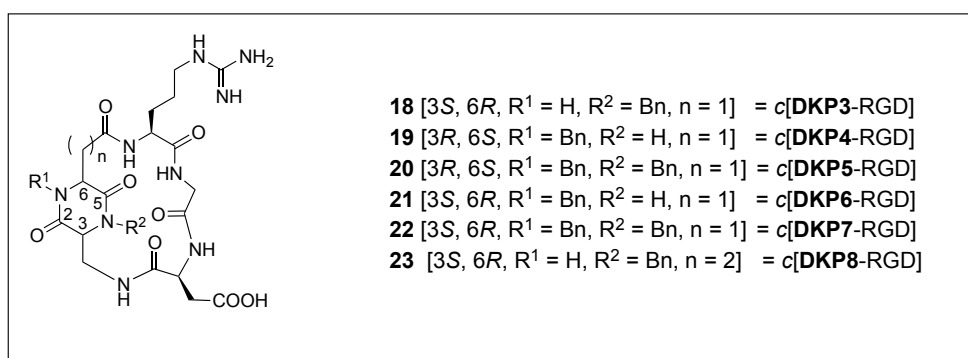 H
N
NH₂
NH
O
( )n
N
H
O
HN
R¹
N
6
O
5
2
N
R²
3
O
O
O
NH
N
H
COOH
18 [3S, 6R, R¹ = H, R² = Bn, n = 1] = c[DKP3-RGD]
19 [3R, 6S, R¹ = Bn, R² = H, n = 1] = c[DKP4-RGD]
20 [3R, 6S, R¹ = Bn, R² = Bn, n = 1] = c[DKP5-RGD]
21 [3S, 6R, R¹ = Bn, R² = H, n = 1] = c[DKP6-RGD]
22 [3S, 6R, R¹ = Bn, R² = Bn, n = 1] = c[DKP7-RGD]
23 [3S, 6R, R¹ = H, R² = Bn, n = 2] = c[DKP8-RGD]